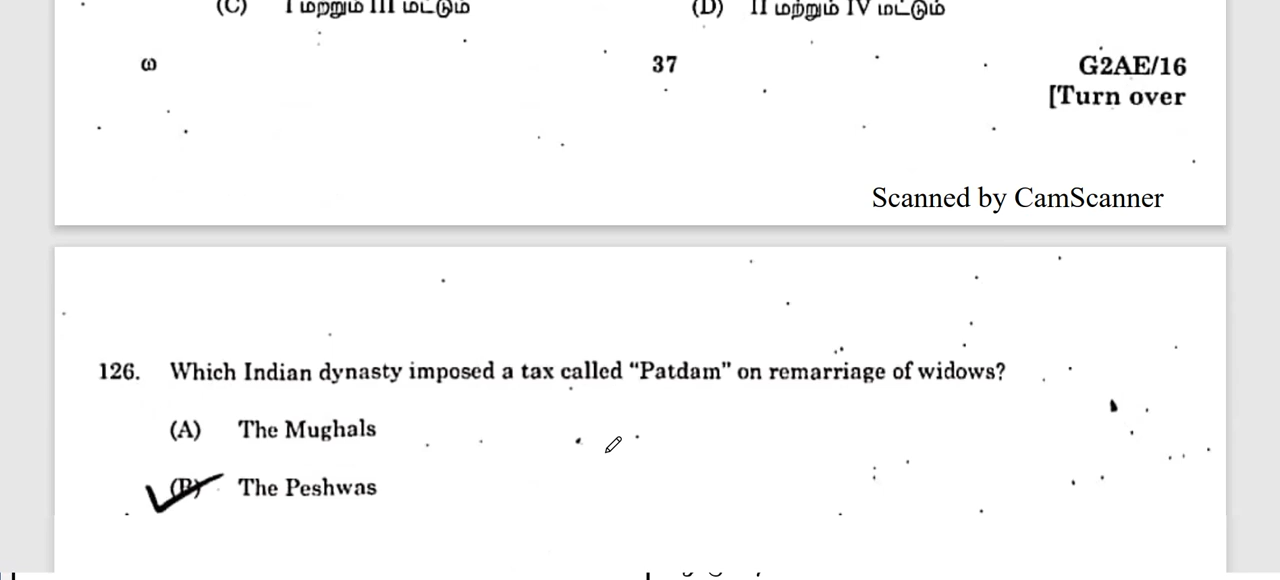 (C) I மற்றும் III மட்டும்
(D) II மற்றும் IV மட்டும்
ω
37
G2AE/16
[Turn over
Scanned by CamScanner
126. Which Indian dynasty imposed a tax called “Patdam” on remarriage of widows?
(A) The Mughals
(B) The Peshwas